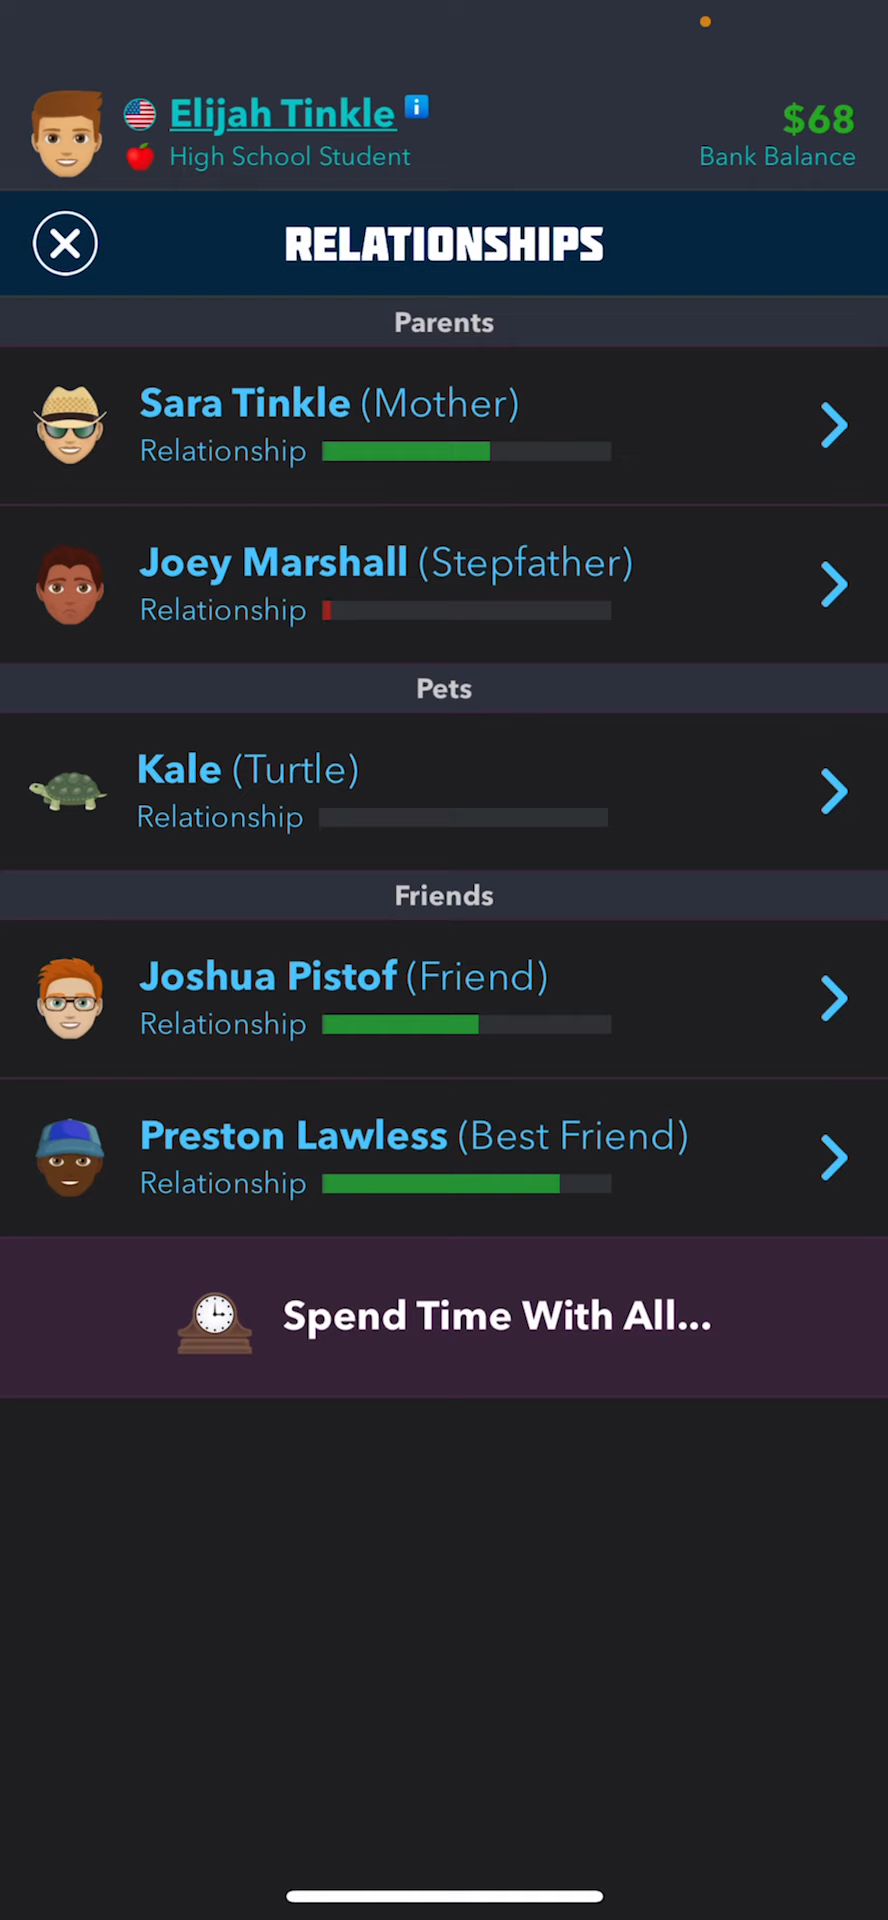 Elijah Tinkle i
$68
High School Student
Bank Balance
RELATIONSHIPS
Parents
Sara Tinkle (Mother)
Relationship
Joey Marshall (Stepfather)
Relationship
Pets
Kale (Turtle)
Relationship
Friends
Joshua Pistof (Friend)
Relationship
Preston Lawless (Best Friend)
Relationship
Spend Time With All...